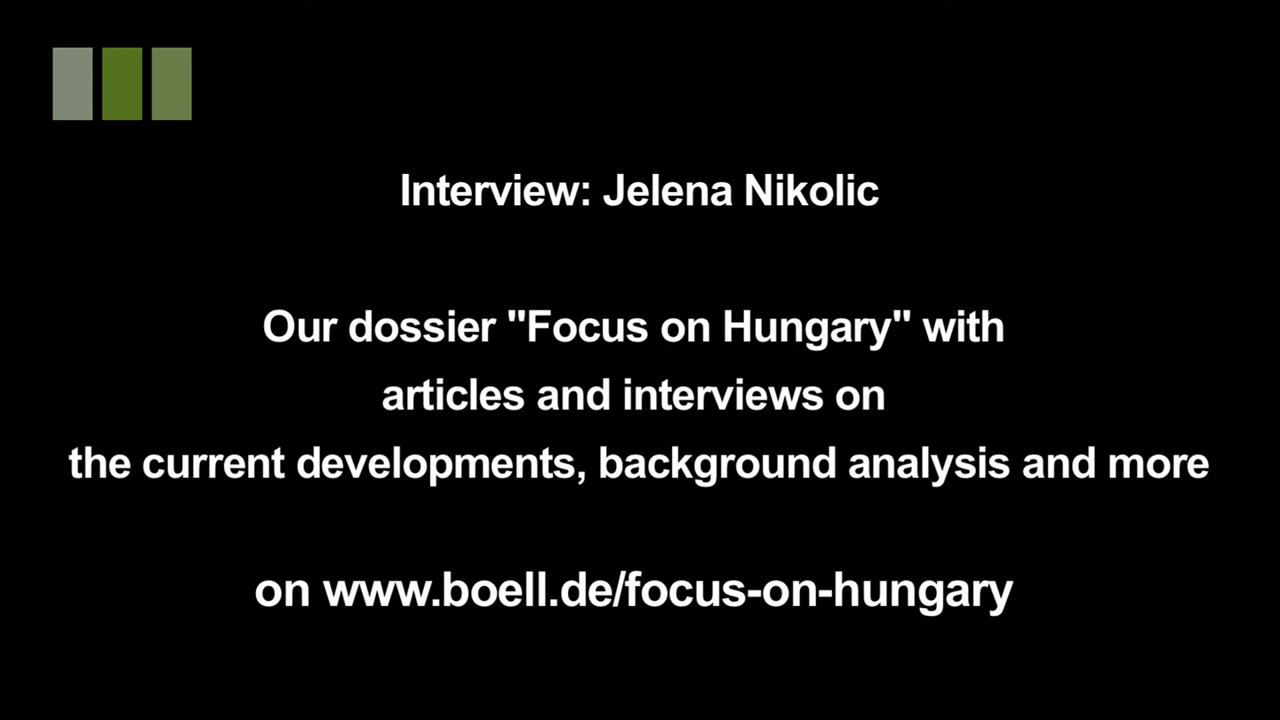 Interview: Jelena Nikolic
Our dossier "Focus on Hungary" with
articles and interviews on
the current developments, background analysis and more
on www.boell.de/focus-on-hungary